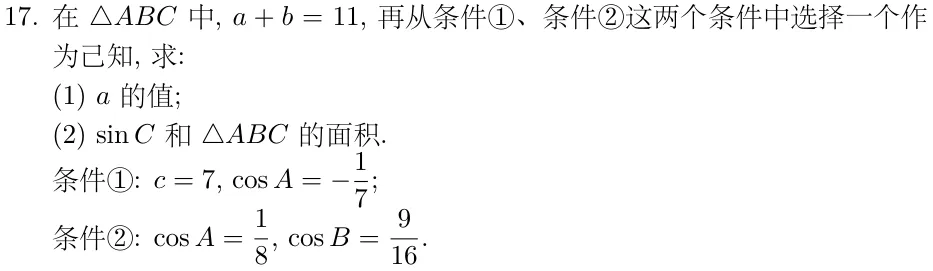 17. 在 △ABC 中, a + b = 11, 再从条件①、条件②这两个条件中选择一个作
为己知, 求:
(1) a 的值;
(2) sin C 和 △ABC 的面积.
条件①: c = 7, cos A = −1/7;
条件②: cos A = 1/8, cos B = 9/16.